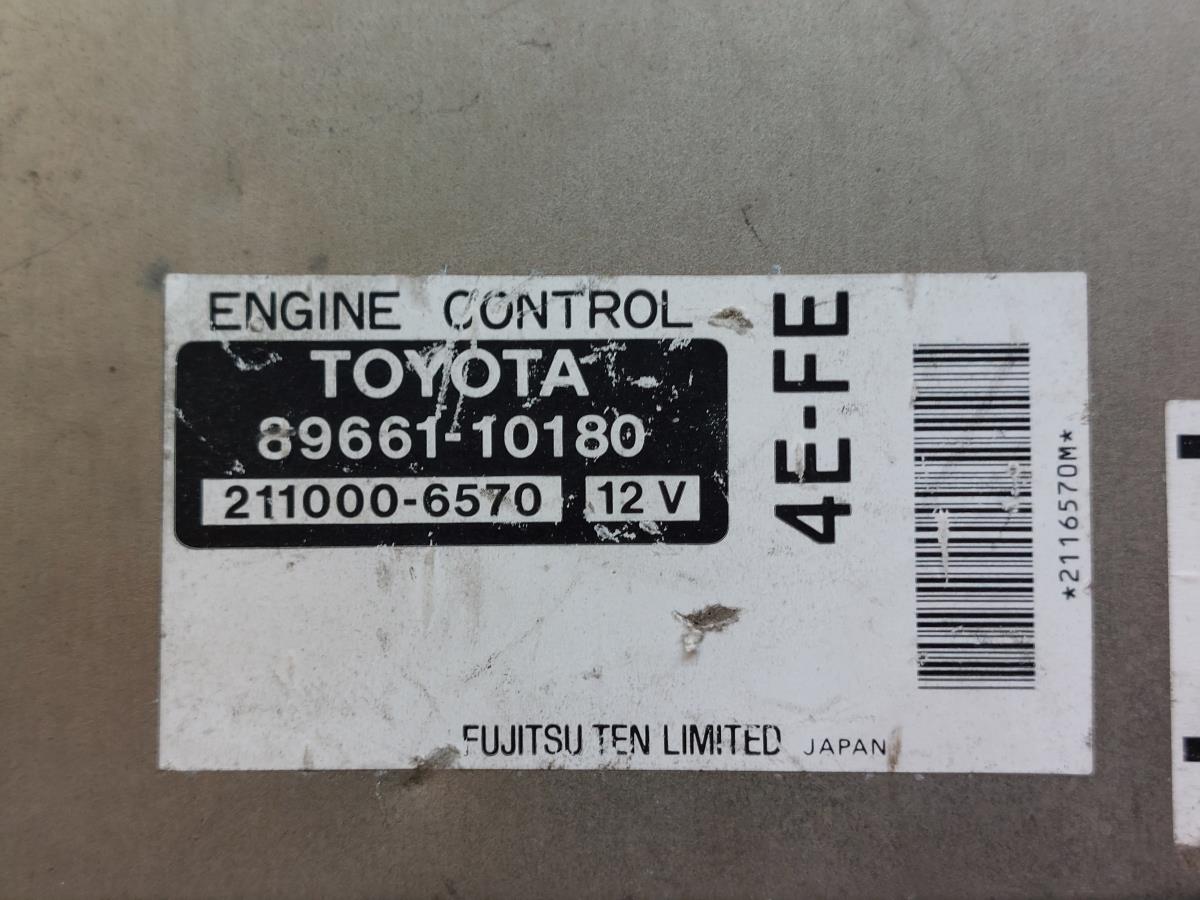 ENGINE CONTROL
TOYOTA
89661-10180
211000-6570 12 V
4E-FE
*2116570M*
FUJITSU TEN LIMITED JAPAN